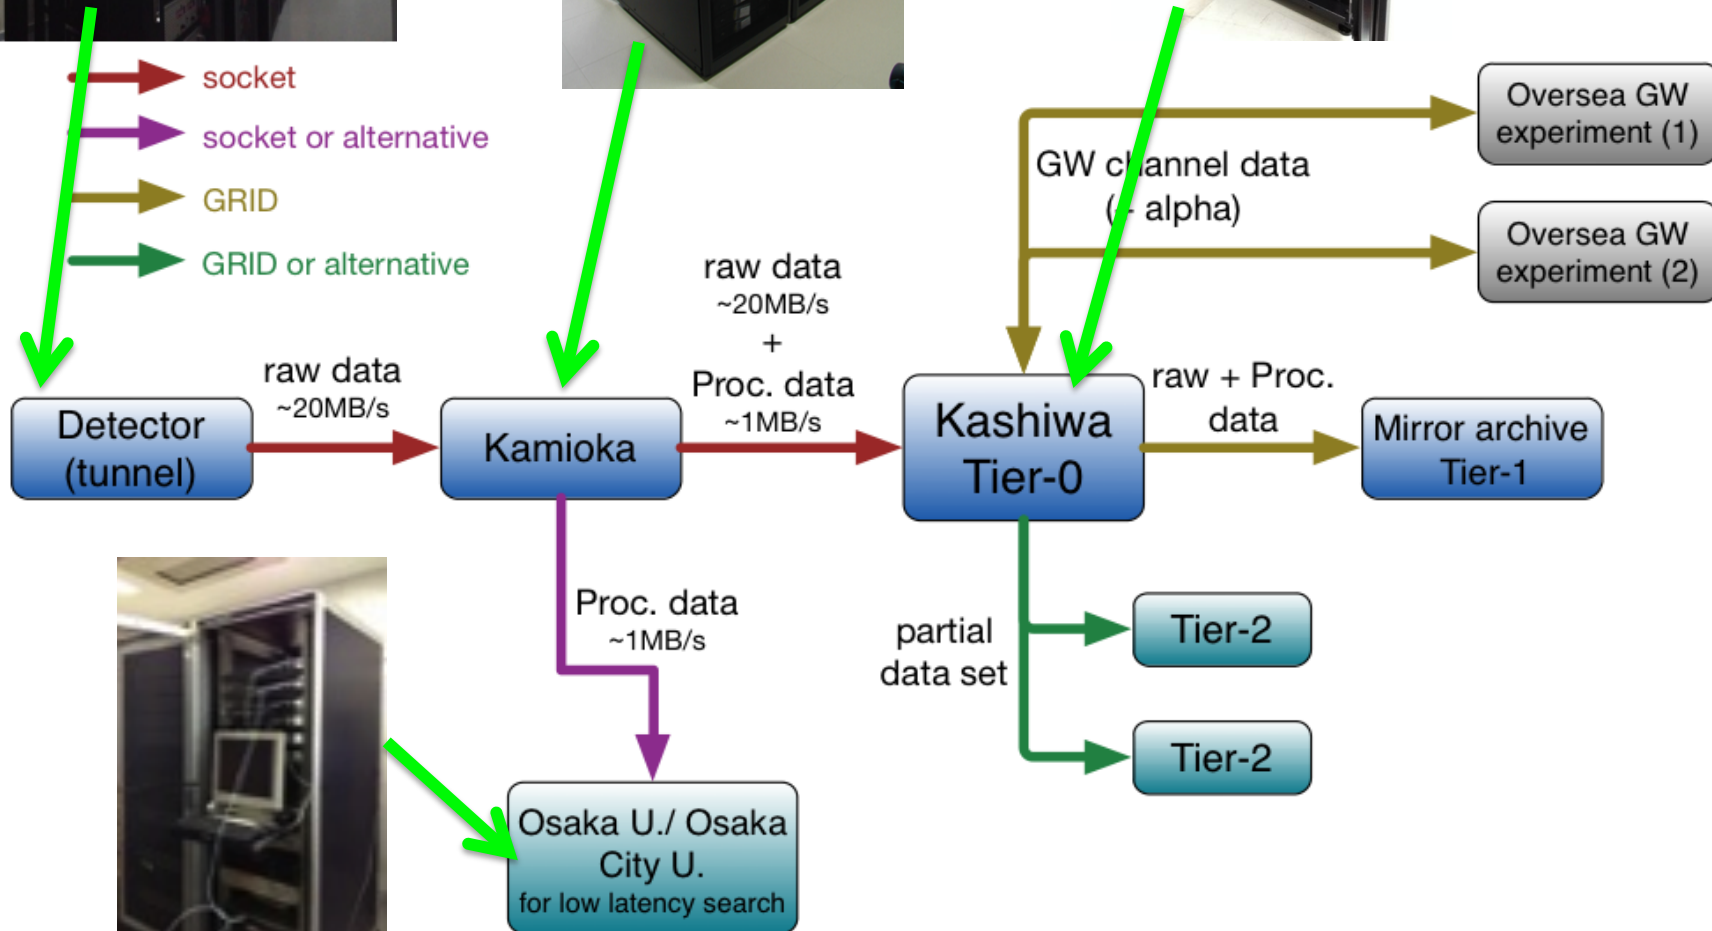 socket
socket or alternative
GRID
GRID or alternative
Oversea GW
experiment (1)
GW channel data
(+ alpha)
Oversea GW
experiment (2)
raw data
~20MB/s
+
Proc. data
~1MB/s
raw data
~20MB/s
raw + Proc.
data
Detector
(tunnel)
Kamioka
Kashiwa
Tier-0
Mirror archive
Tier-1
Proc. data
~1MB/s
partial
data set
Tier-2
Tier-2
Osaka U./ Osaka
City U.
for low latency search